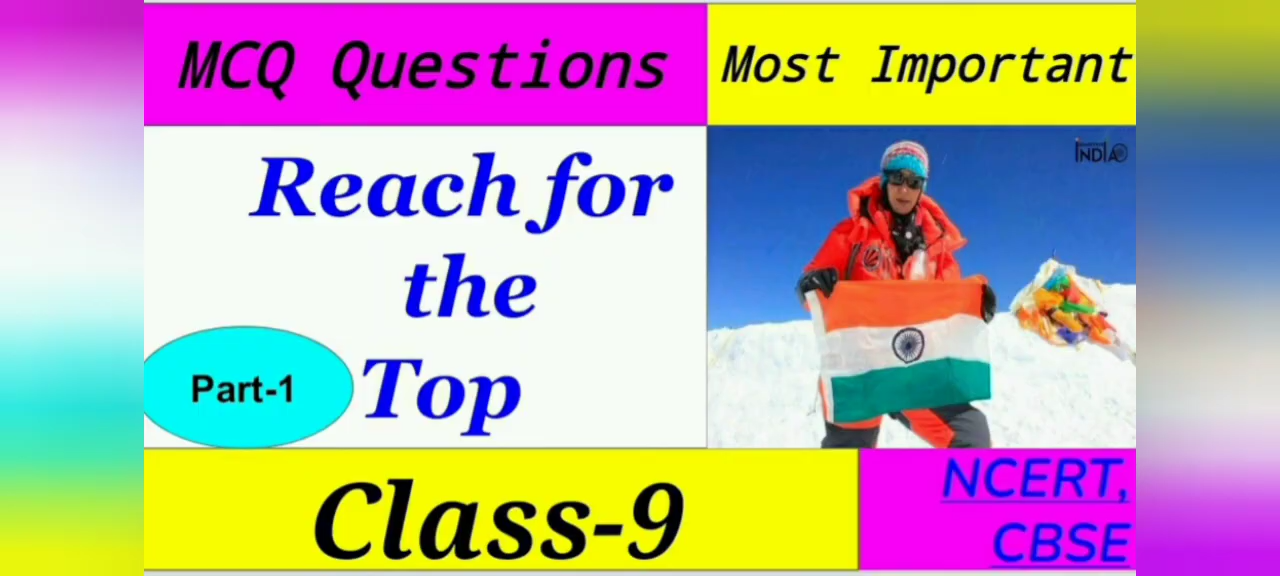 MCQ Questions
Most Important
Reach for
the
Top
Part-1
INDIA
Class-9
NCERT,
CBSE